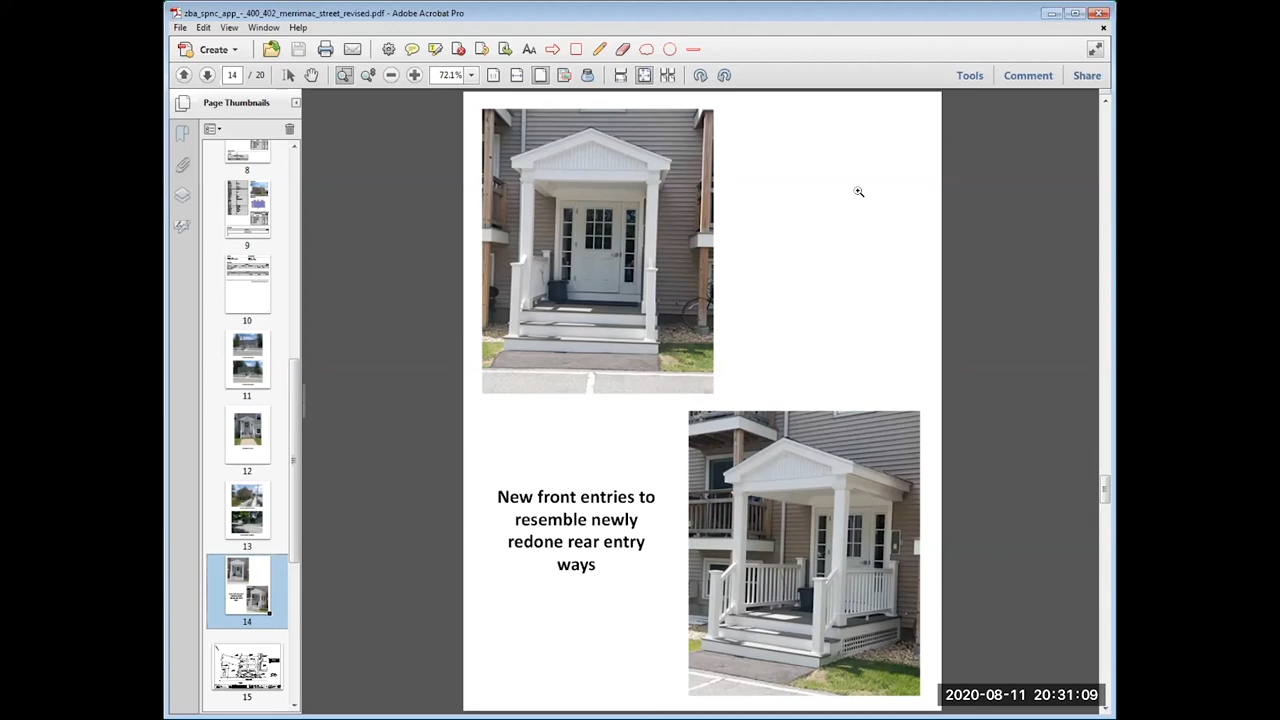 zba_spnc_app_-_400_402_merrimac_street_revised.pdf - Adobe Acrobat Pro
File Edit View Window Help
Create
14 / 20
72.1%
Tools Comment Share
Page Thumbnails
8
9
10
11
12
13
14
15
New front entries to
resemble newly
redone rear entry
ways
2020-08-11 20:31:09